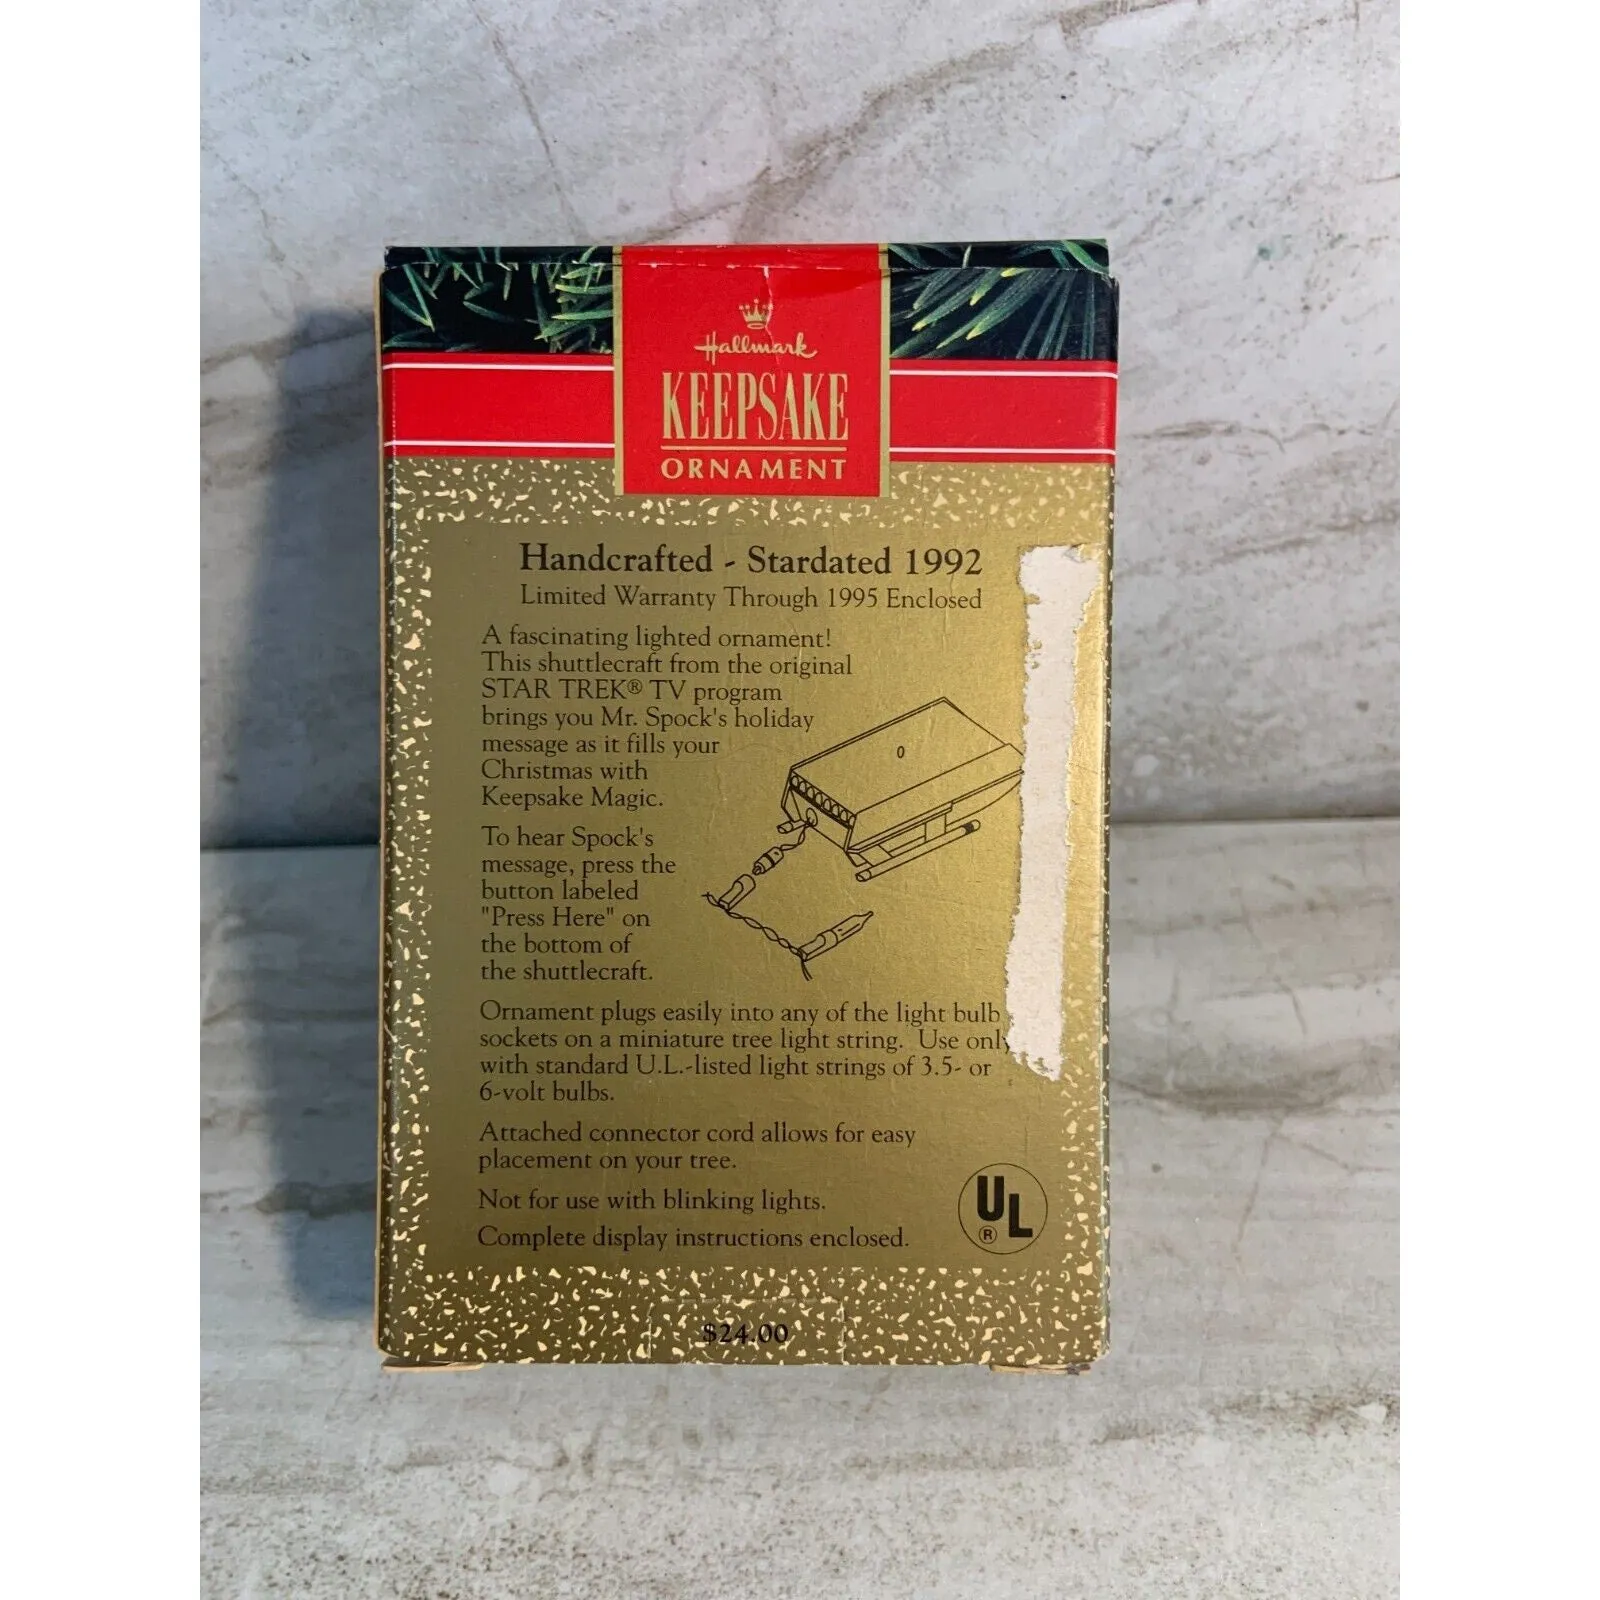 Hallmark
KEEPSAKE
ORNAMENT
Handcrafted - Stardated 1992
Limited Warranty Through 1995 Enclosed
A fascinating lighted ornament!
This shuttlecraft from the original
STAR TREK® TV program
brings you Mr. Spock's holiday
message as it fills your
Christmas with
Keepsake Magic.
To hear Spock's
message, press the
button labeled
"Press Here" on
the bottom of
the shuttlecraft.
Ornament plugs easily into any of the light bulb
sockets on a miniature tree light string. Use only
with standard U.L.-listed light strings of 3.5- or
6-volt bulbs.
Attached connector cord allows for easy
placement on your tree.
Not for use with blinking lights.
Complete display instructions enclosed.
UL
®
$24.00